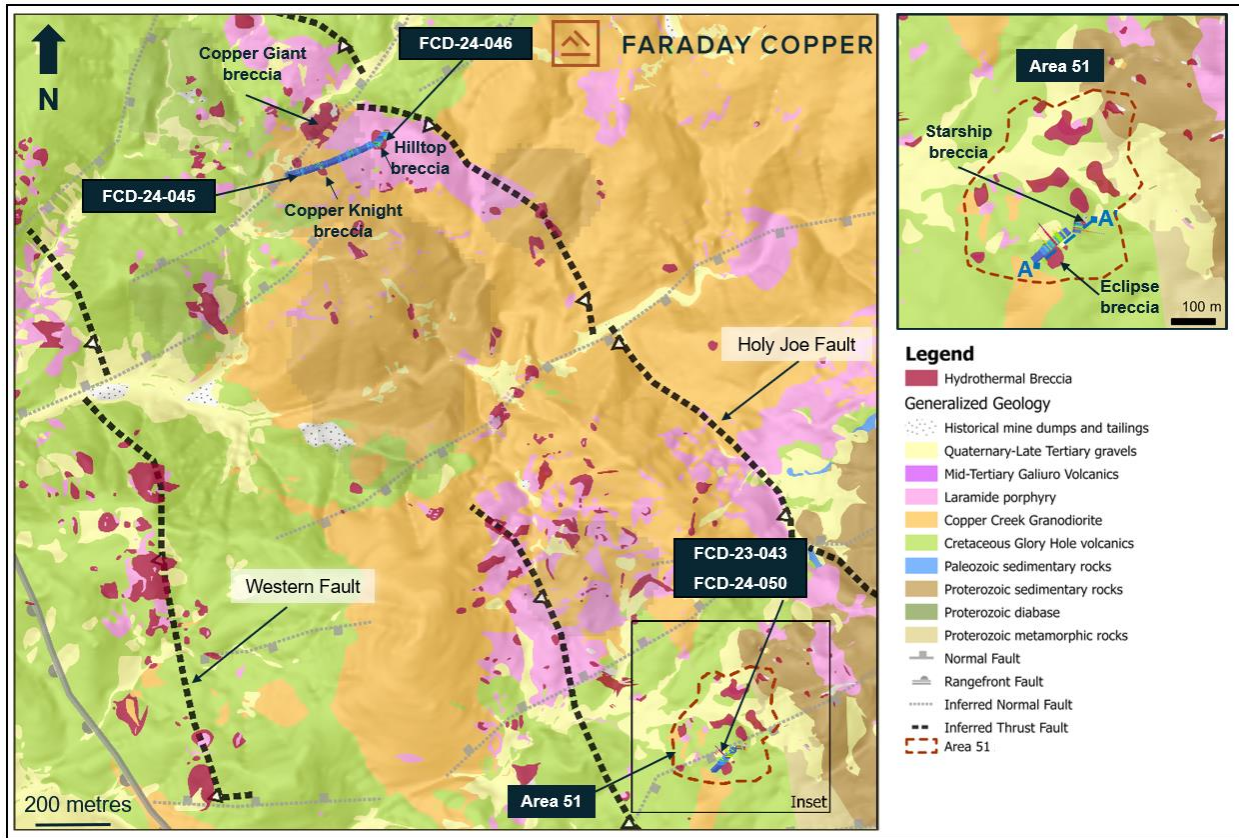 N
Copper Giant
breccia
FCD-24-046
FARADAY COPPER
Hilltop
breccia
FCD-24-045
Copper Knight
breccia
Holy Joe Fault
FCD-23-043
FCD-24-050
Western Fault
Area 51
Inset
200 metres
Area 51
Starship
breccia
A'
A
Eclipse
breccia
100 m
Legend
Hydrothermal Breccia
Generalized Geology
Historical mine dumps and tailings
Quaternary-Late Tertiary gravels
Mid-Tertiary Galiuro Volcanics
Laramide porphyry
Copper Creek Granodiorite
Cretaceous Glory Hole volcanics
Paleozoic sedimentary rocks
Proterozoic sedimentary rocks
Proterozoic diabase
Proterozoic metamorphic rocks
Normal Fault
Rangefront Fault
Inferred Normal Fault
Inferred Thrust Fault
Area 51